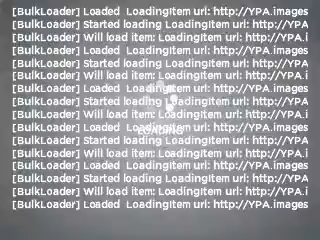 [BulkLoader] Loaded  LoadingItem url: http://YPA.images
[BulkLoader] Started loading LoadingItem url: http://YPA
[BulkLoader] Will load item: LoadingItem url: http://YPA.i
[BulkLoader] Loaded  LoadingItem url: http://YPA.images
[BulkLoader] Started loading LoadingItem url: http://YPA
[BulkLoader] Will load item: LoadingItem url: http://YPA.i
[BulkLoader] Loaded  LoadingItem url: http://YPA.images
[BulkLoader] Started loading LoadingItem url: http://YPA
[BulkLoader] Will load item: LoadingItem url: http://YPA.i
[BulkLoader] Loaded  LoadingItem url: http://YPA.images
LOADING
[BulkLoader] Started loading LoadingItem url: http://YPA
[BulkLoader] Will load item: LoadingItem url: http://YPA.i
[BulkLoader] Loaded  LoadingItem url: http://YPA.images
[BulkLoader] Started loading LoadingItem url: http://YPA
[BulkLoader] Will load item: LoadingItem url: http://YPA.i
[BulkLoader] Loaded  LoadingItem url: http://YPA.images